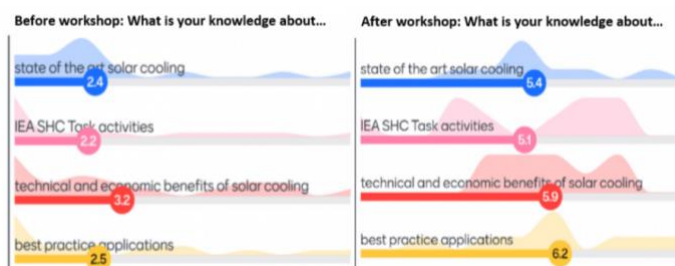 Before workshop: What is your knowledge about...
state of the art solar cooling
2.4
IEA SHC Task activities
2.2
technical and economic benefits of solar cooling
3.2
best practice applications
2.5
After workshop: What is your knowledge about...
state of the art solar cooling
5.4
IEA SHC Task activities
5.1
technical and economic benefits of solar cooling
5.9
best practice applications
6.2